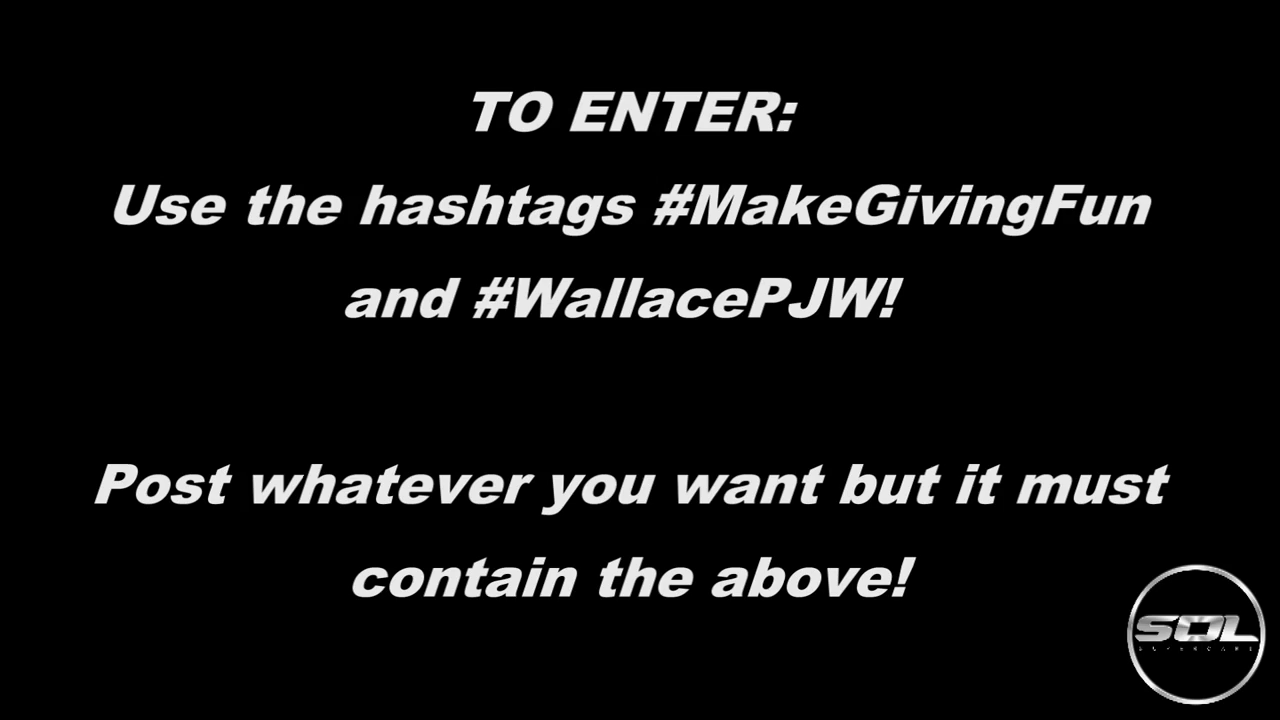 TO ENTER:
Use the hashtags #MakeGivingFun
and #WallacePJW!
Post whatever you want but it must
contain the above!
SOL
SUPERCARS